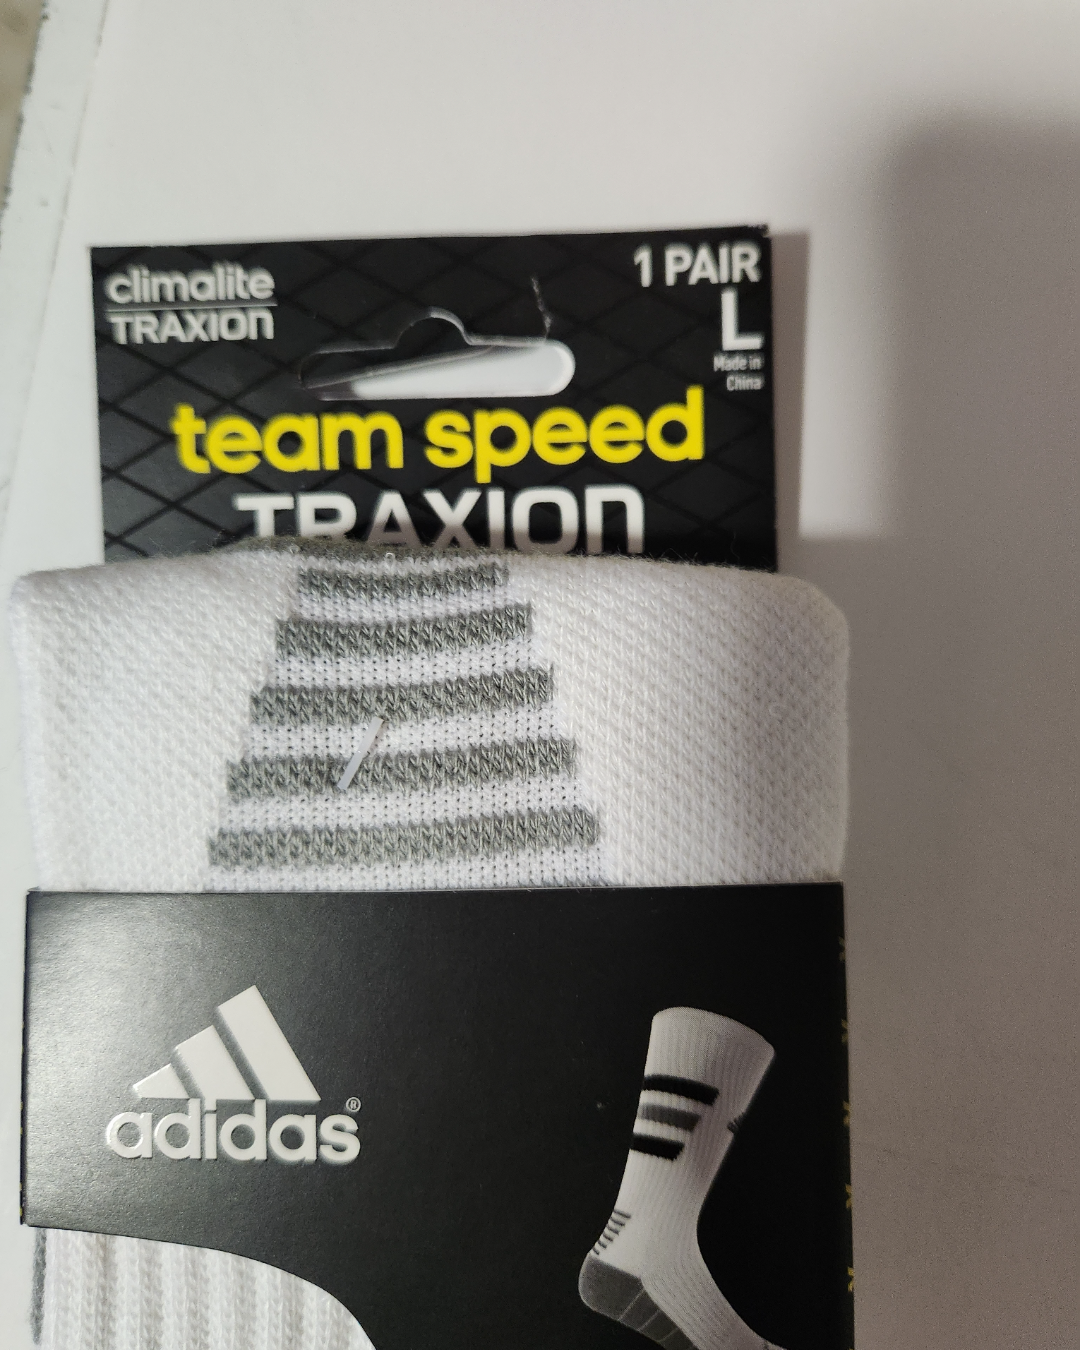 climalite
TRAXION
1 PAIR
L
Made in
China
team speed
TRAXION
adidas®